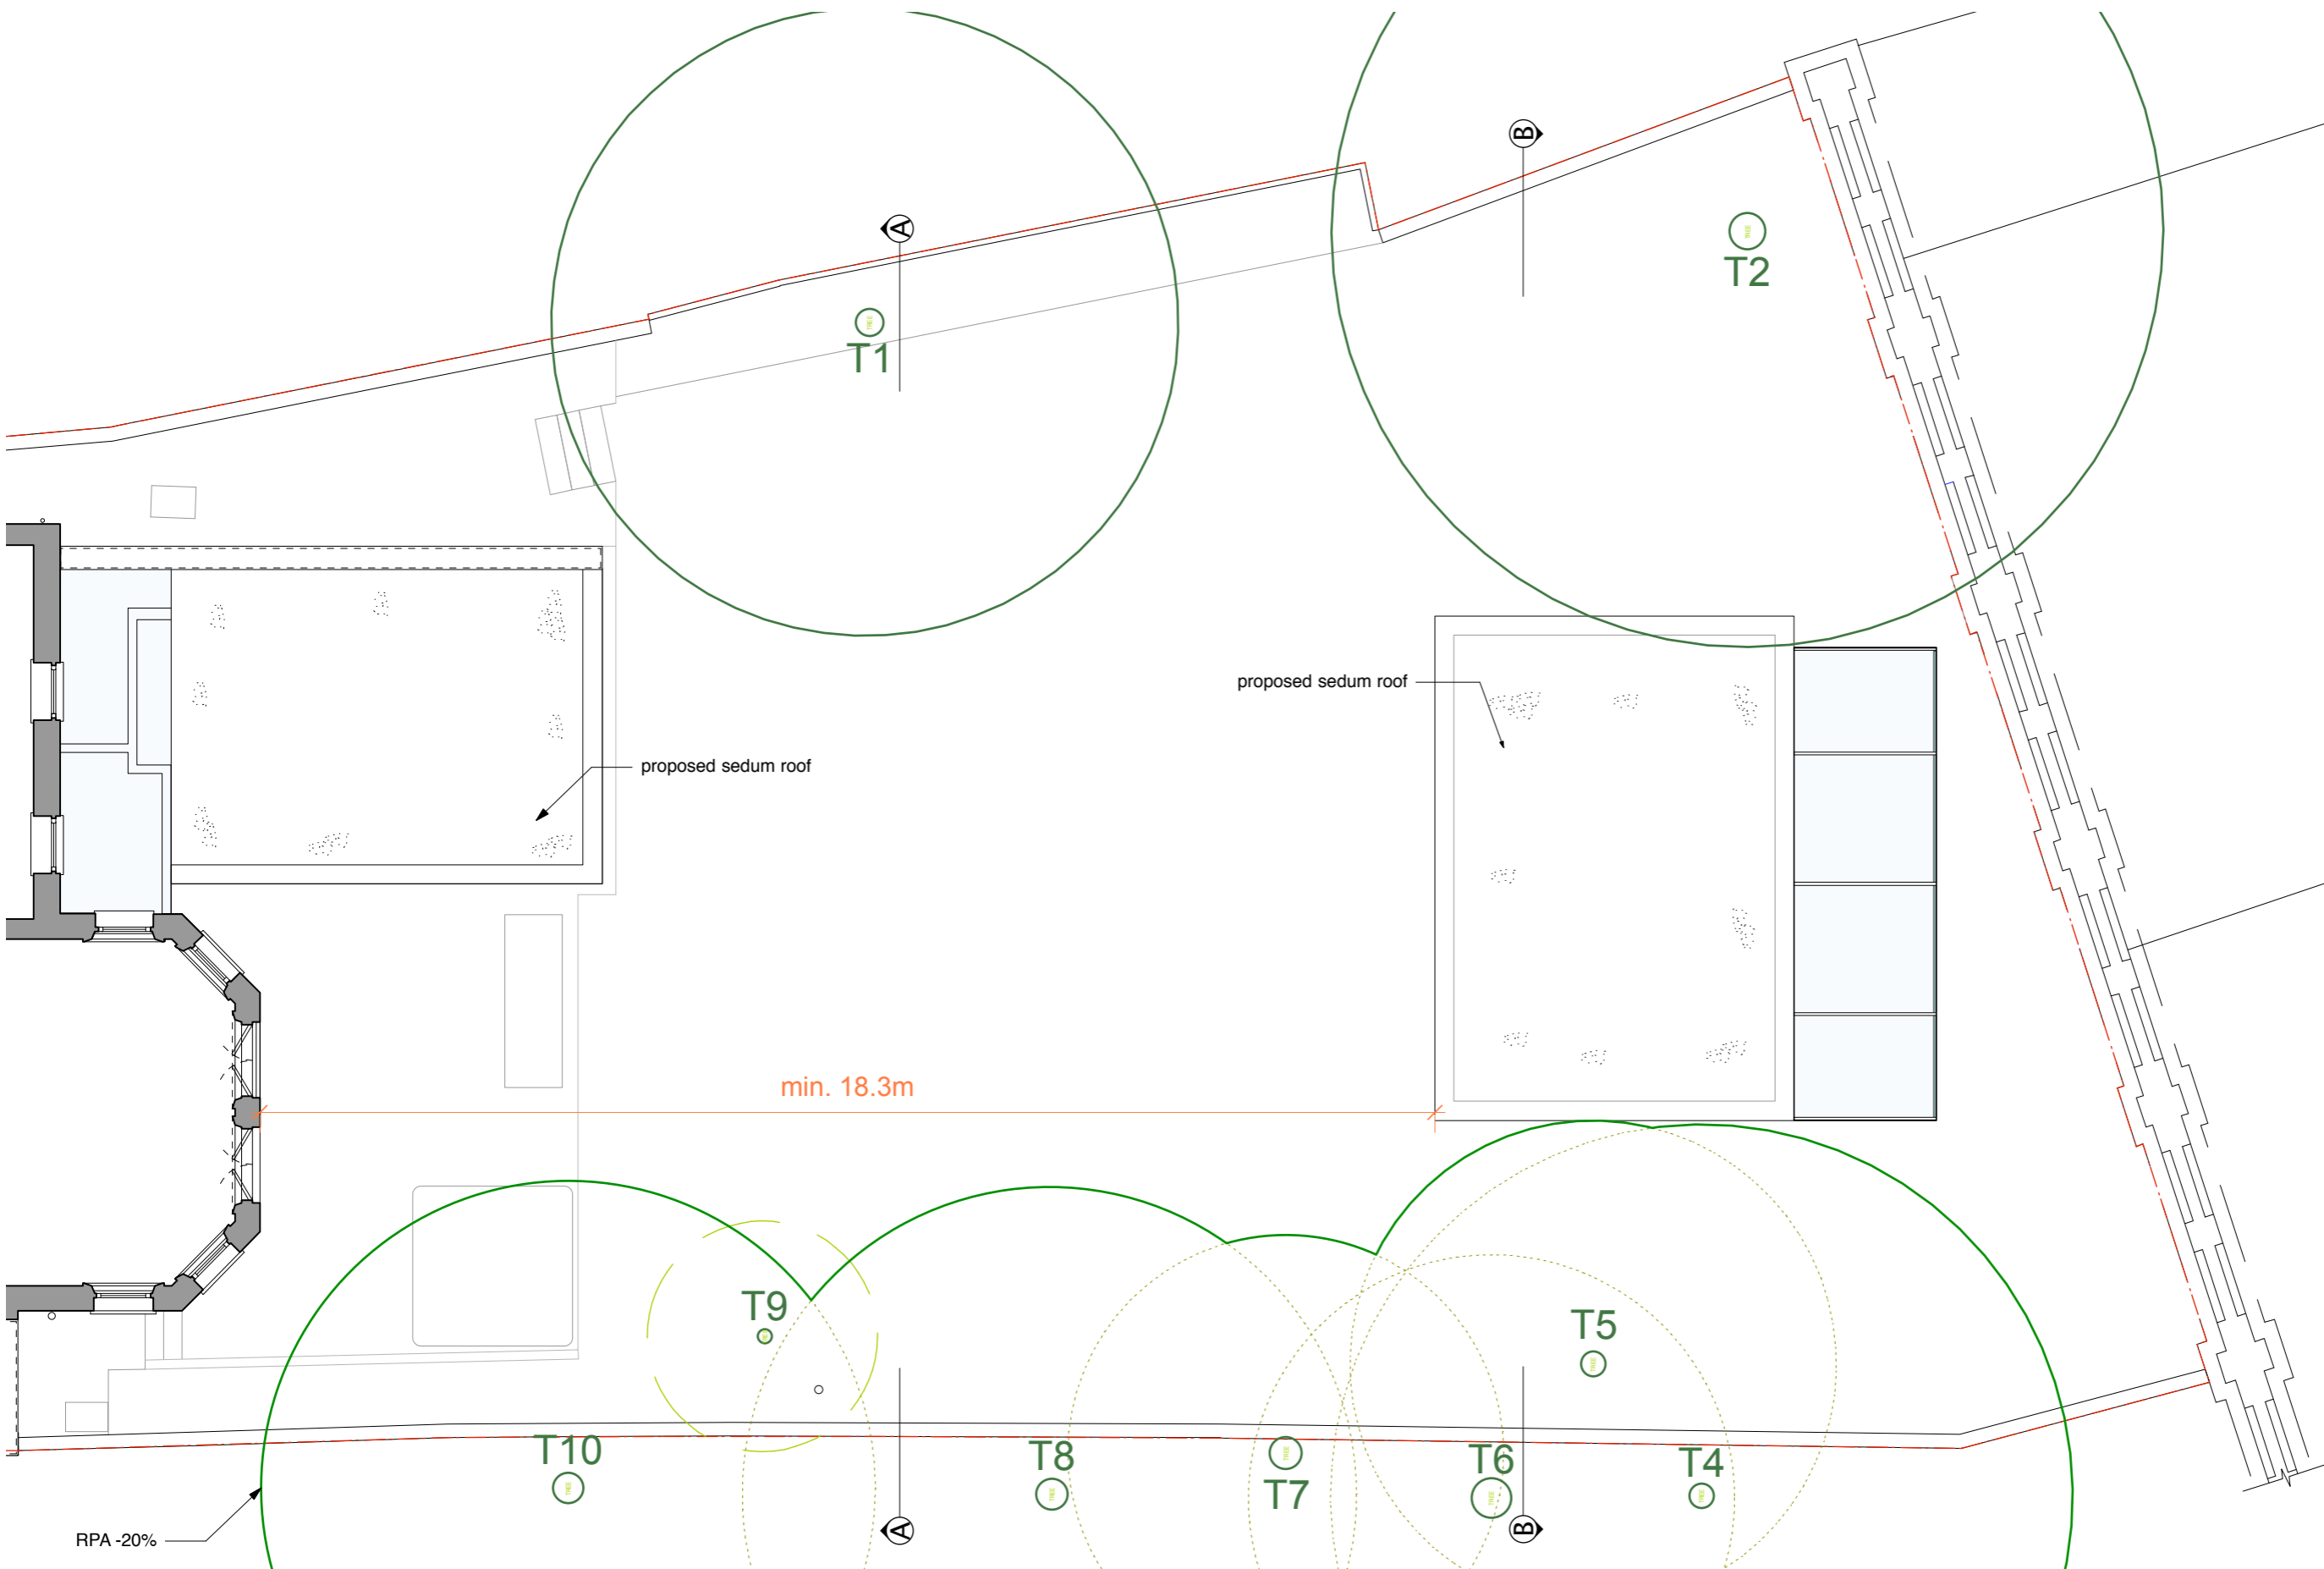 B
A
T2
T1
proposed sedum roof
proposed sedum roof
min. 18.3m
T9
T5
T10
T8
T6
T4
T7
RPA -20%
A
B